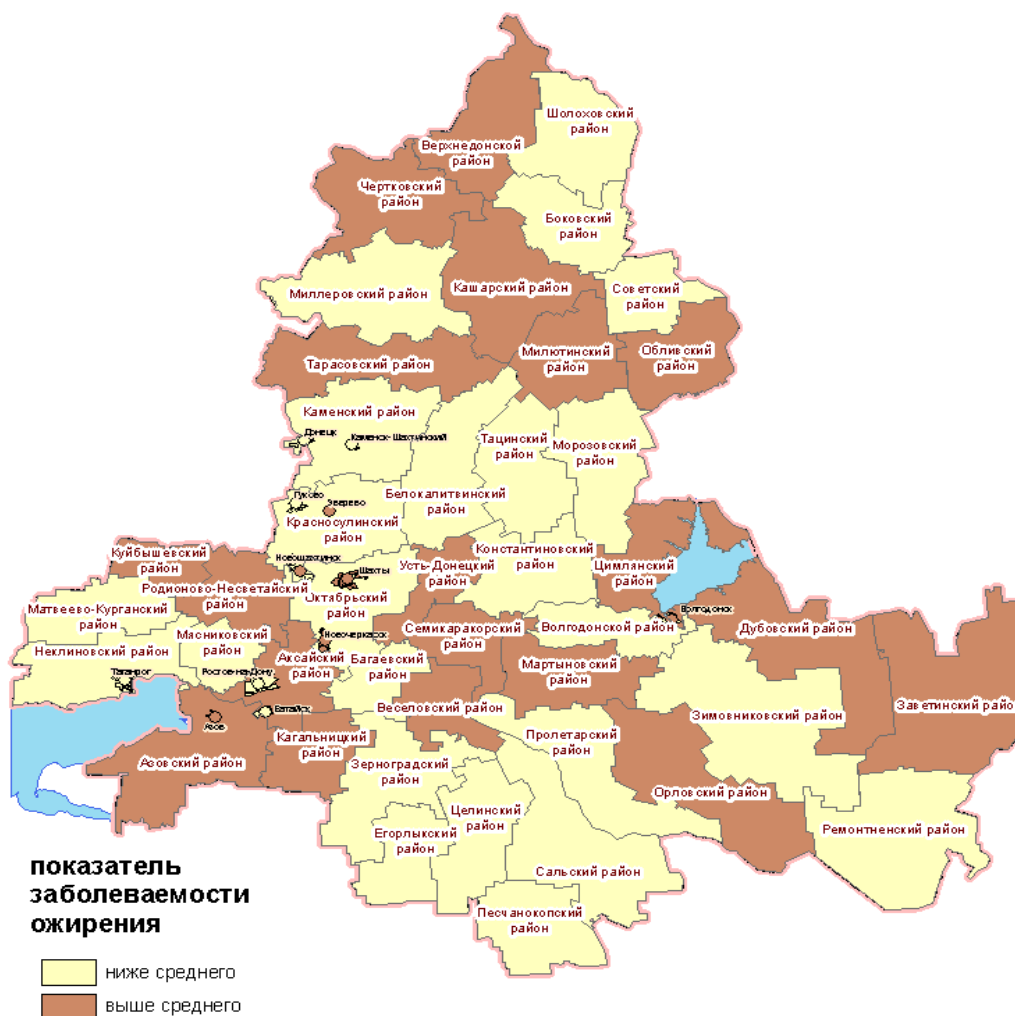 Шолоховский
район
Верхнедонской
район
Чертковский
район
Боковский
район
Миллеровский район
Кашарский район
Советский
район
Тарасовский район
Милютинский
район
Обливский
район
Каменский район
Донецк
Каменск-Шахтинский
Тацинский
район
Морозовский
район
Гуково
Зверево
Белокалитвинский
район
Красносулинский
район
Куйбышевский
район
Новошахтинск
Шахты
Усть-Донецкий
район
Константиновский
район
Цимлянский
район
Родионово-Несветайский
район
Октябрьский
район
Матвеево-Курганский
район
Мясниковский
район
Новочеркасск
Семикаракорский
район
Волгодонской район
Волгодонск
Дубовский район
Неклиновский район
Аксайский
район
Багаевский
район
Мартыновский
район
Таганрог
Ростов-на-Дону
Веселовский район
Зимовниковский район
Заветинский район
Азов
Батайск
Кагальницкий
район
Пролетарский
район
Азовский район
Зерноградский
район
Орловский район
Целинский
район
Егорлыкский
район
Ремонтненский район
Сальский район
Песчанокопский
район
показатель
заболеваемости
ожирения
ниже среднего
выше среднего